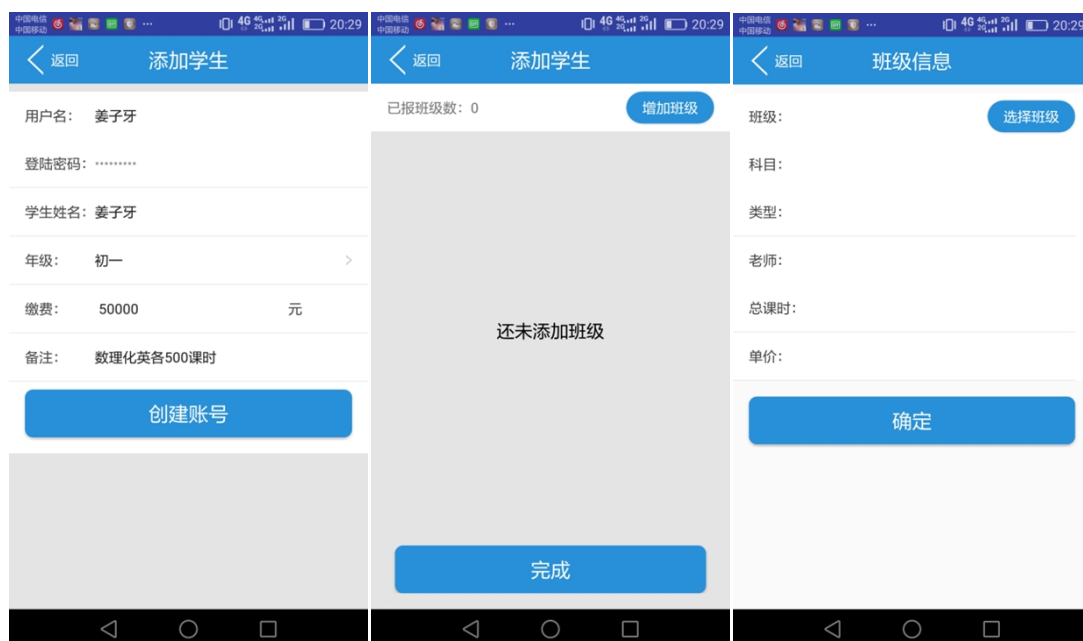 中国电信
中国移动
4G 2G 20:29
返回 添加学生
用户名： 姜子牙
登陆密码： ·········
学生姓名： 姜子牙
年级： 初一
缴费： 50000 元
备注： 数理化英各500课时
创建账号
中国电信
中国移动
4G 2G 20:29
返回 添加学生
已报班级数：0 增加班级
还未添加班级
完成
中国电信
中国移动
4G 2G 20:29
返回 班级信息
班级： 选择班级
科目：
类型：
老师：
总课时：
单价：
确定